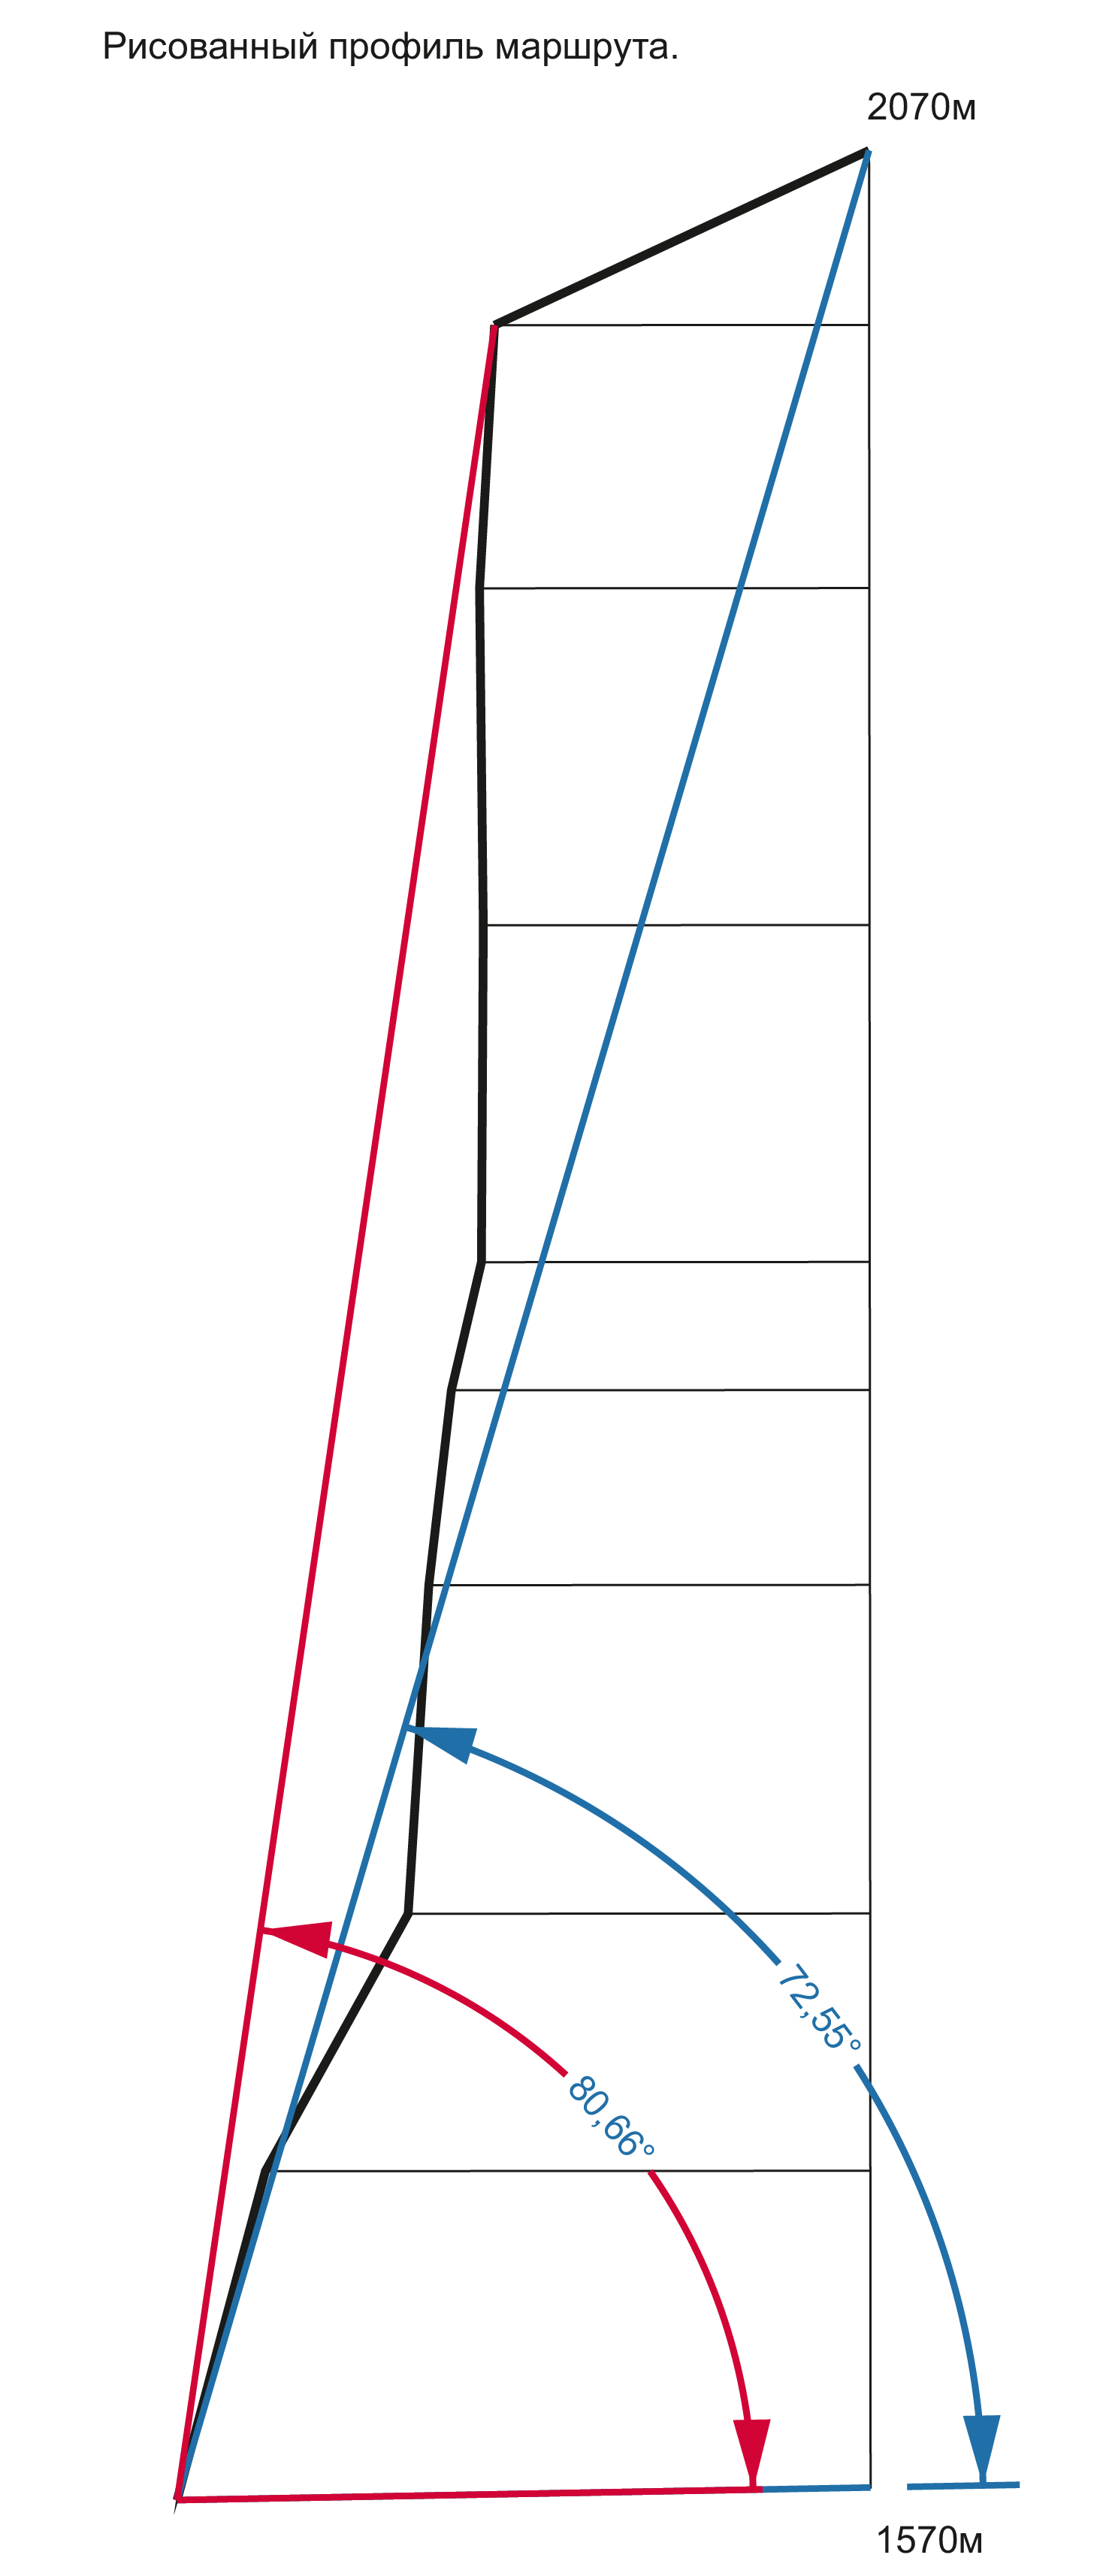 Рисованный профиль маршрута.
2070м
72,55°
80,66°
1570м